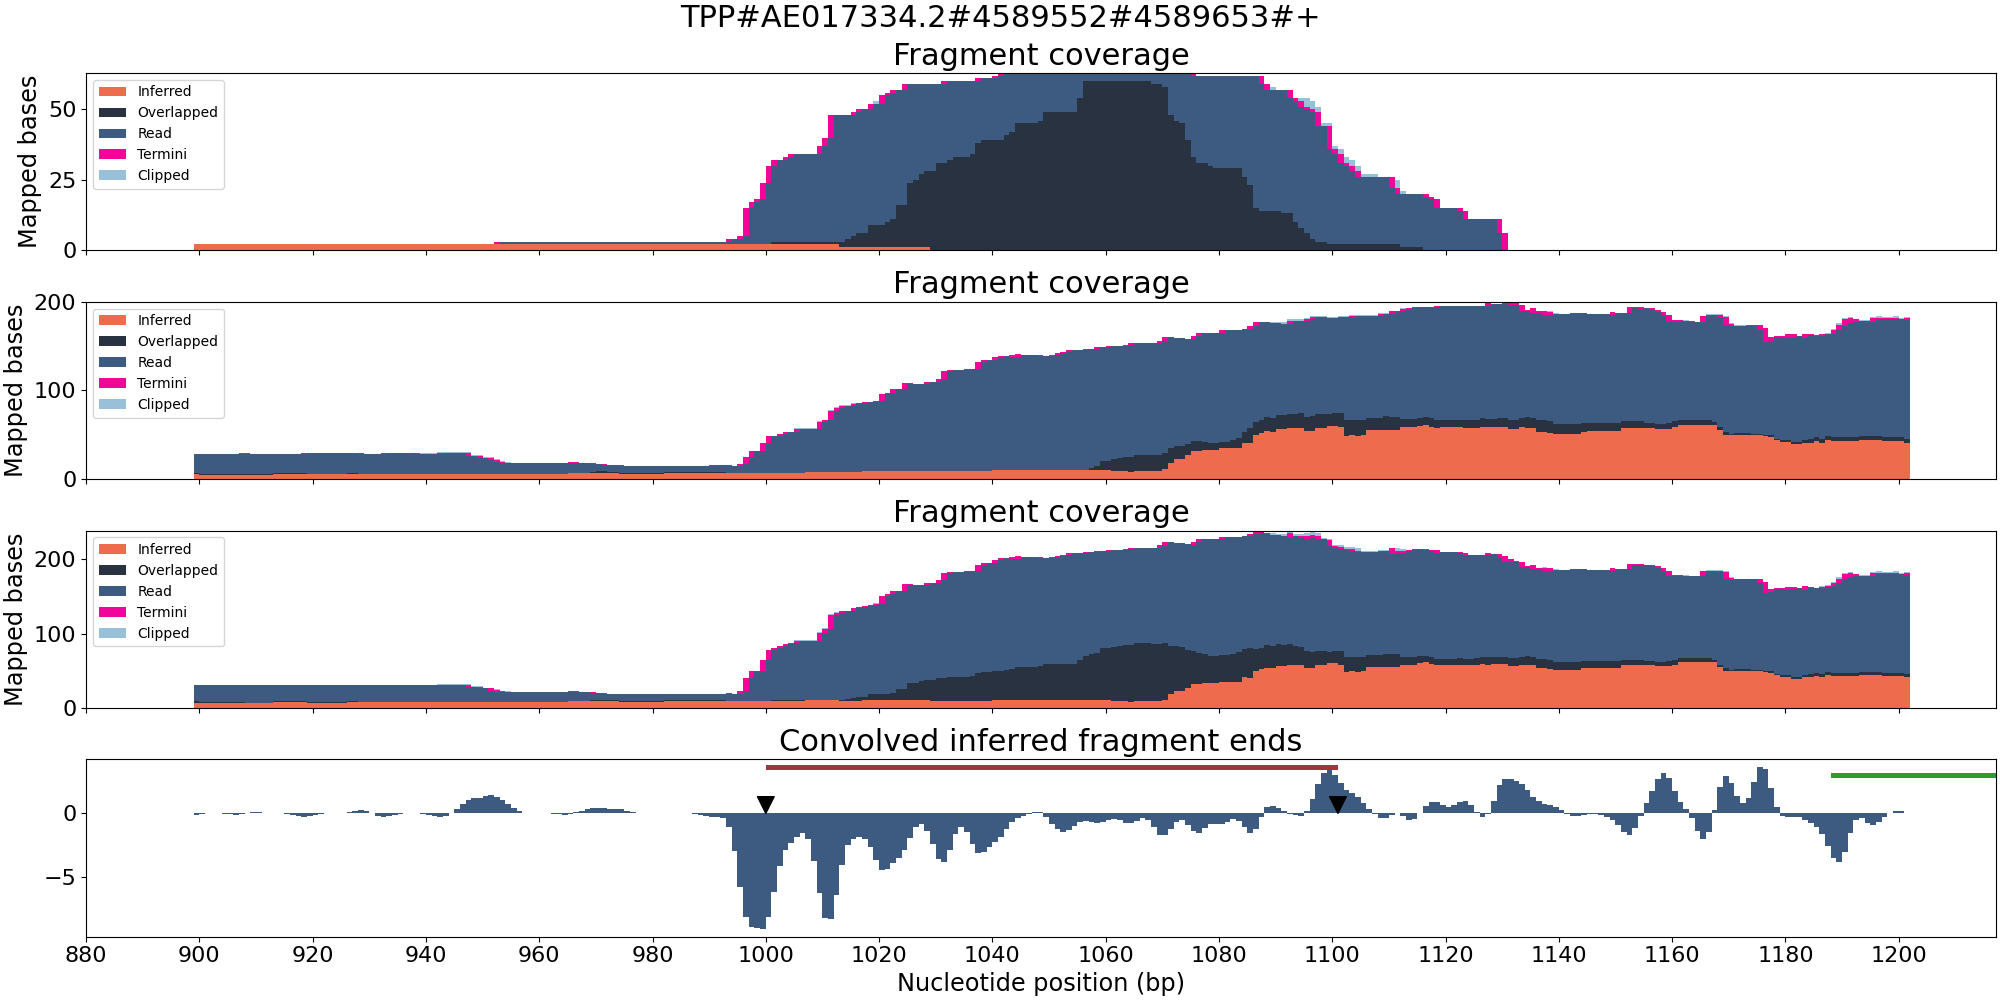 TPP#AE017334.2#4589552#4589653#+
Fragment coverage
Mapped bases
50
25
0
Inferred
Overlapped
Read
Termini
Clipped
Fragment coverage
Mapped bases
200
100
0
Inferred
Overlapped
Read
Termini
Clipped
Fragment coverage
Mapped bases
200
100
0
Inferred
Overlapped
Read
Termini
Clipped
Convolved inferred fragment ends
0
−5
880 900 920 940 960 980 1000 1020 1040 1060 1080 1100 1120 1140 1160 1180 1200
Nucleotide position (bp)